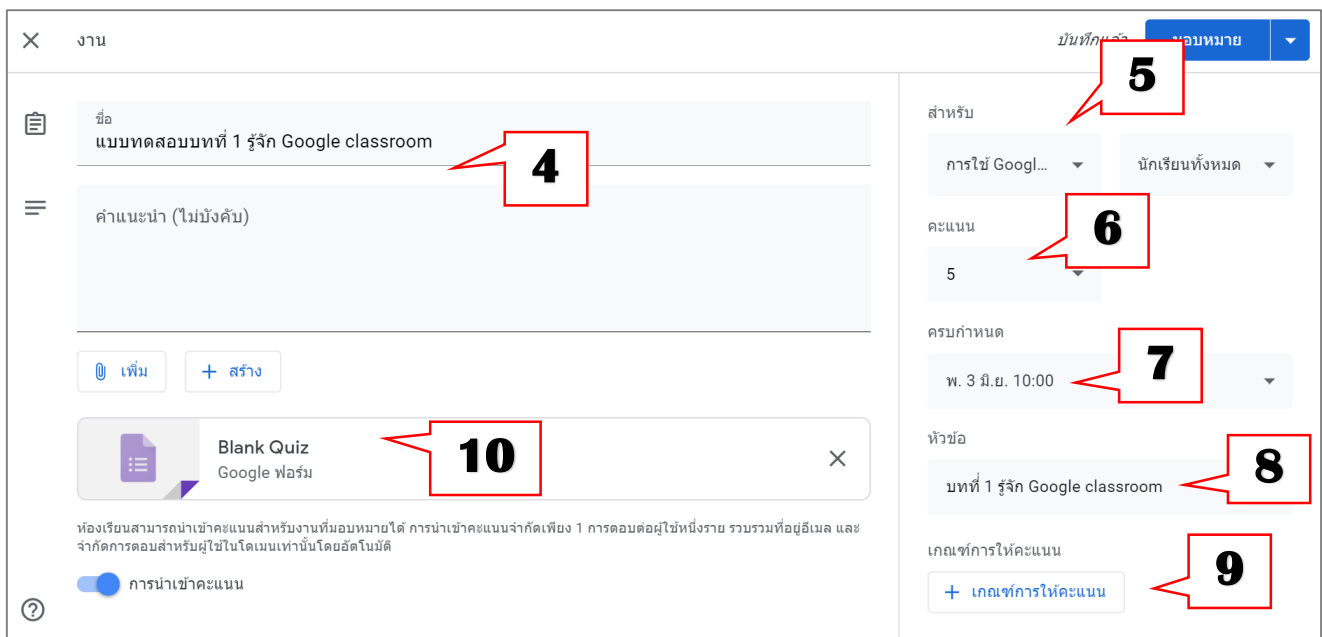 งาน
บันทึกแล้ว
มอบหมาย
5
ชื่อ
แบบทดสอบบทที่ 1 รู้จัก Google classroom
4
คำแนะนำ (ไม่บังคับ)
เพิ่ม
สร้าง
Blank Quiz
Google ฟอร์ม
10
ห้องเรียนสามารถนำเข้าคะแนนสำหรับงานที่มอบหมายได้ การนำเข้าคะแนนจำกัดเพียง 1 การตอบต่อผู้ใช้หนึ่งราย รวบรวมที่อยู่อีเมล และ
จำกัดการตอบสำหรับผู้ใช้ในโดเมนเท่านั้นโดยอัตโนมัติ
การนำเข้าคะแนน
สำหรับ
การใช้ Googl... นักเรียนทั้งหมด
คะแนน
6
5
ครบกำหนด
7
พ. 3 มิ.ย. 10:00
หัวข้อ
8
บทที่ 1 รู้จัก Google classroom
เกณฑ์การให้คะแนน
9
เกณฑ์การให้คะแนน